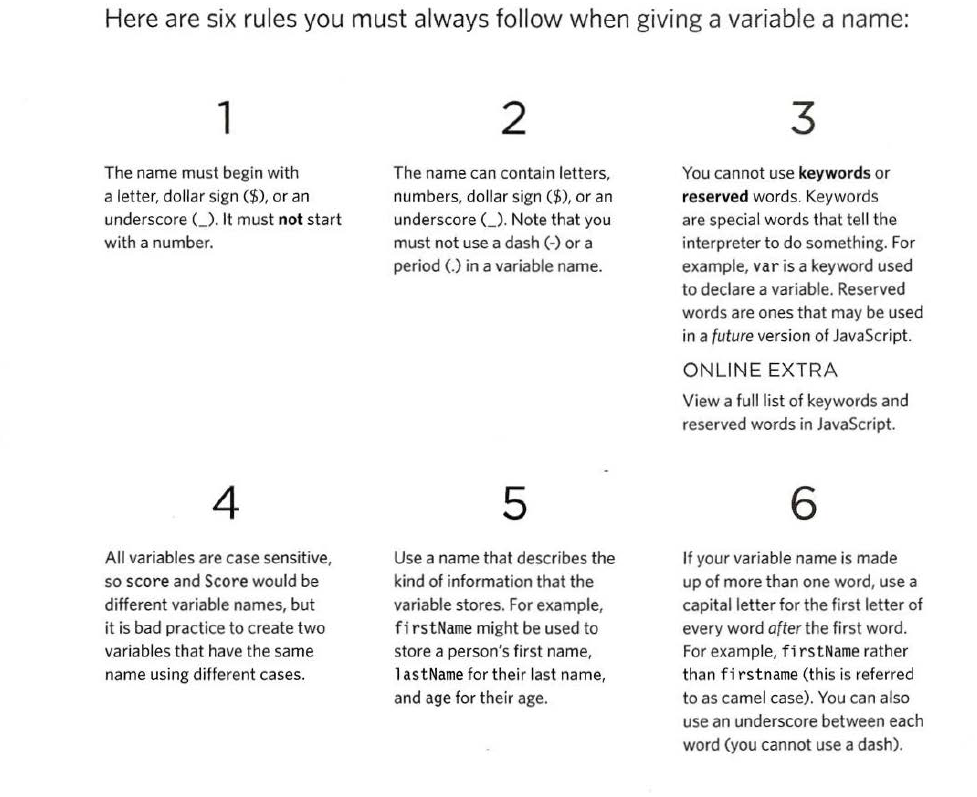 Here are six rules you must always follow when giving a variable a name:
1
The name must begin with
a letter, dollar sign ($), or an
underscore (_). It must not start
with a number.
2
The name can contain letters,
numbers, dollar sign ($), or an
underscore (_). Note that you
must not use a dash (-) or a
period (.) in a variable name.
3
You cannot use keywords or
reserved words. Keywords
are special words that tell the
interpreter to do something. For
example, var is a keyword used
to declare a variable. Reserved
words are ones that may be used
in a future version of JavaScript.
ONLINE EXTRA
View a full list of keywords and
reserved words in JavaScript.
4
All variables are case sensitive,
so score and Score would be
different variable names, but
it is bad practice to create two
variables that have the same
name using different cases.
5
Use a name that describes the
kind of information that the
variable stores. For example,
firstName might be used to
store a person's first name,
lastName for their last name,
and age for their age.
6
If your variable name is made
up of more than one word, use a
capital letter for the first letter of
every word after the first word.
For example, firstName rather
than firstname (this is referred
to as camel case). You can also
use an underscore between each
word (you cannot use a dash).